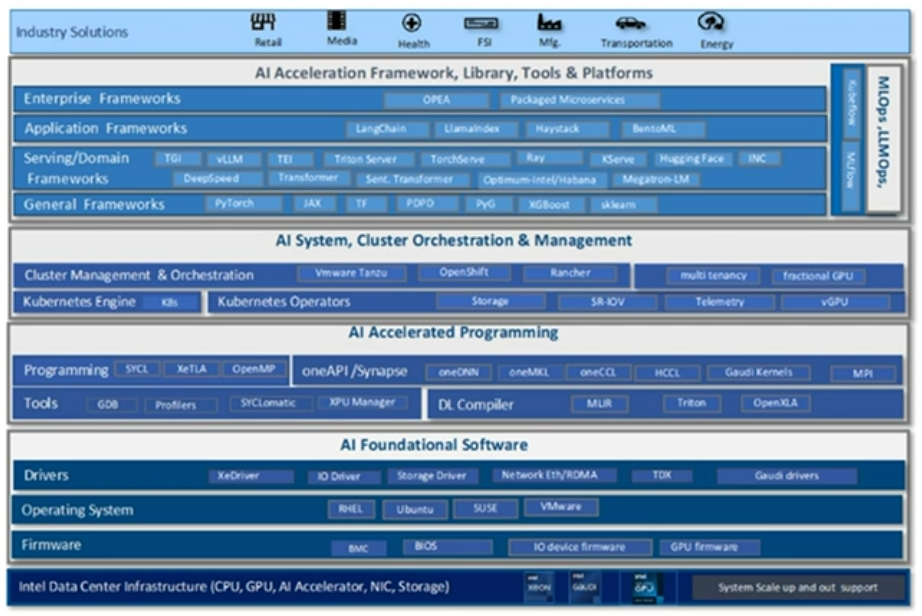 Industry Solutions
Retail Media Health FSI Mfg. Transportation Energy
AI Acceleration Framework, Library, Tools & Platforms
Enterprise Frameworks OPEA Packaged Microservices
Application Frameworks LangChain LlamaIndex Haystack BentoML
Serving/Domain TGI vLLM TEI Triton Server TorchServe Ray KServe Hugging Face INC
Frameworks DeepSpeed Transformer Sent. Transformer Optimum-Intel/Habana Megatron-LM
General Frameworks PyTorch JAX TF PDPD PyG XGBoost sklearn
Kubeflow
MLflow
MLOps ,LLMOps,
AI System, Cluster Orchestration & Management
Cluster Management & Orchestration Vmware Tanzu OpenShift Rancher multi tenancy fractional GPU
Kubernetes Engine K8s Kubernetes Operators Storage SR-IOV Telemetry vGPU
AI Accelerated Programming
Programming SYCL XeTLA OpenMP oneAPI /Synapse oneDNN oneMKL oneCCL HCCL Gaudi Kernels MPI
Tools GDB Profilers SYCLomatic XPU Manager DL Compiler MLIR Triton OpenXLA
AI Foundational Software
Drivers XeDriver IO Driver Storage Driver Network Eth/RDMA TDX Gaudi drivers
Operating System RHEL Ubuntu SUSE VMware
Firmware BMC BIOS IO device firmware GPU firmware
Intel Data Center Infrastructure (CPU, GPU, AI Accelerator, NIC, Storage) intel XEON intel GAUDI intel GPU System Scale up and out support